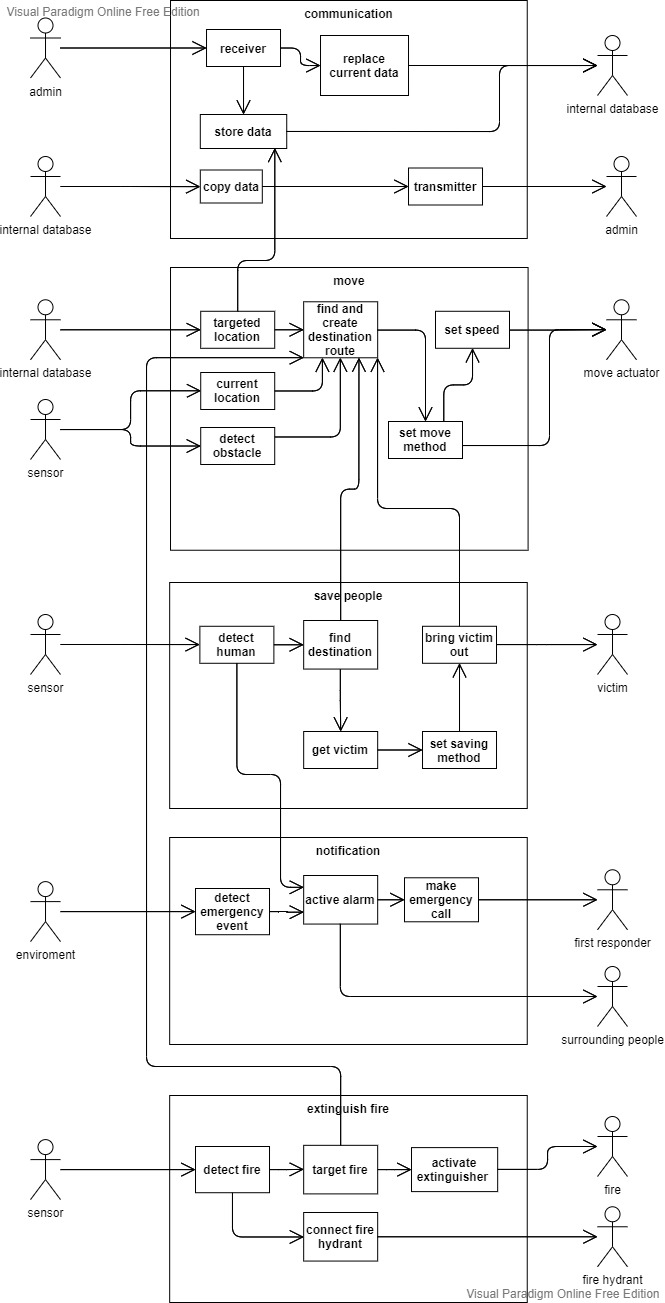 Visual Paradigm Online Free Edition
communication
admin
receiver
replace
current data
internal database
store data
internal database
copy data
transmitter
admin
move
internal database
targeted
location
find and
create
destination
route
set speed
move actuator
current
location
sensor
detect
obstacle
set move
method
save people
sensor
detect
human
find
destination
bring victim
out
victim
get victim
set saving
method
notification
enviroment
detect
emergency
event
active alarm
make
emergency
call
first responder
surrounding people
extinguish fire
sensor
detect fire
target fire
activate
extinguisher
fire
connect fire
hydrant
fire hydrant
Visual Paradigm Online Free Edition